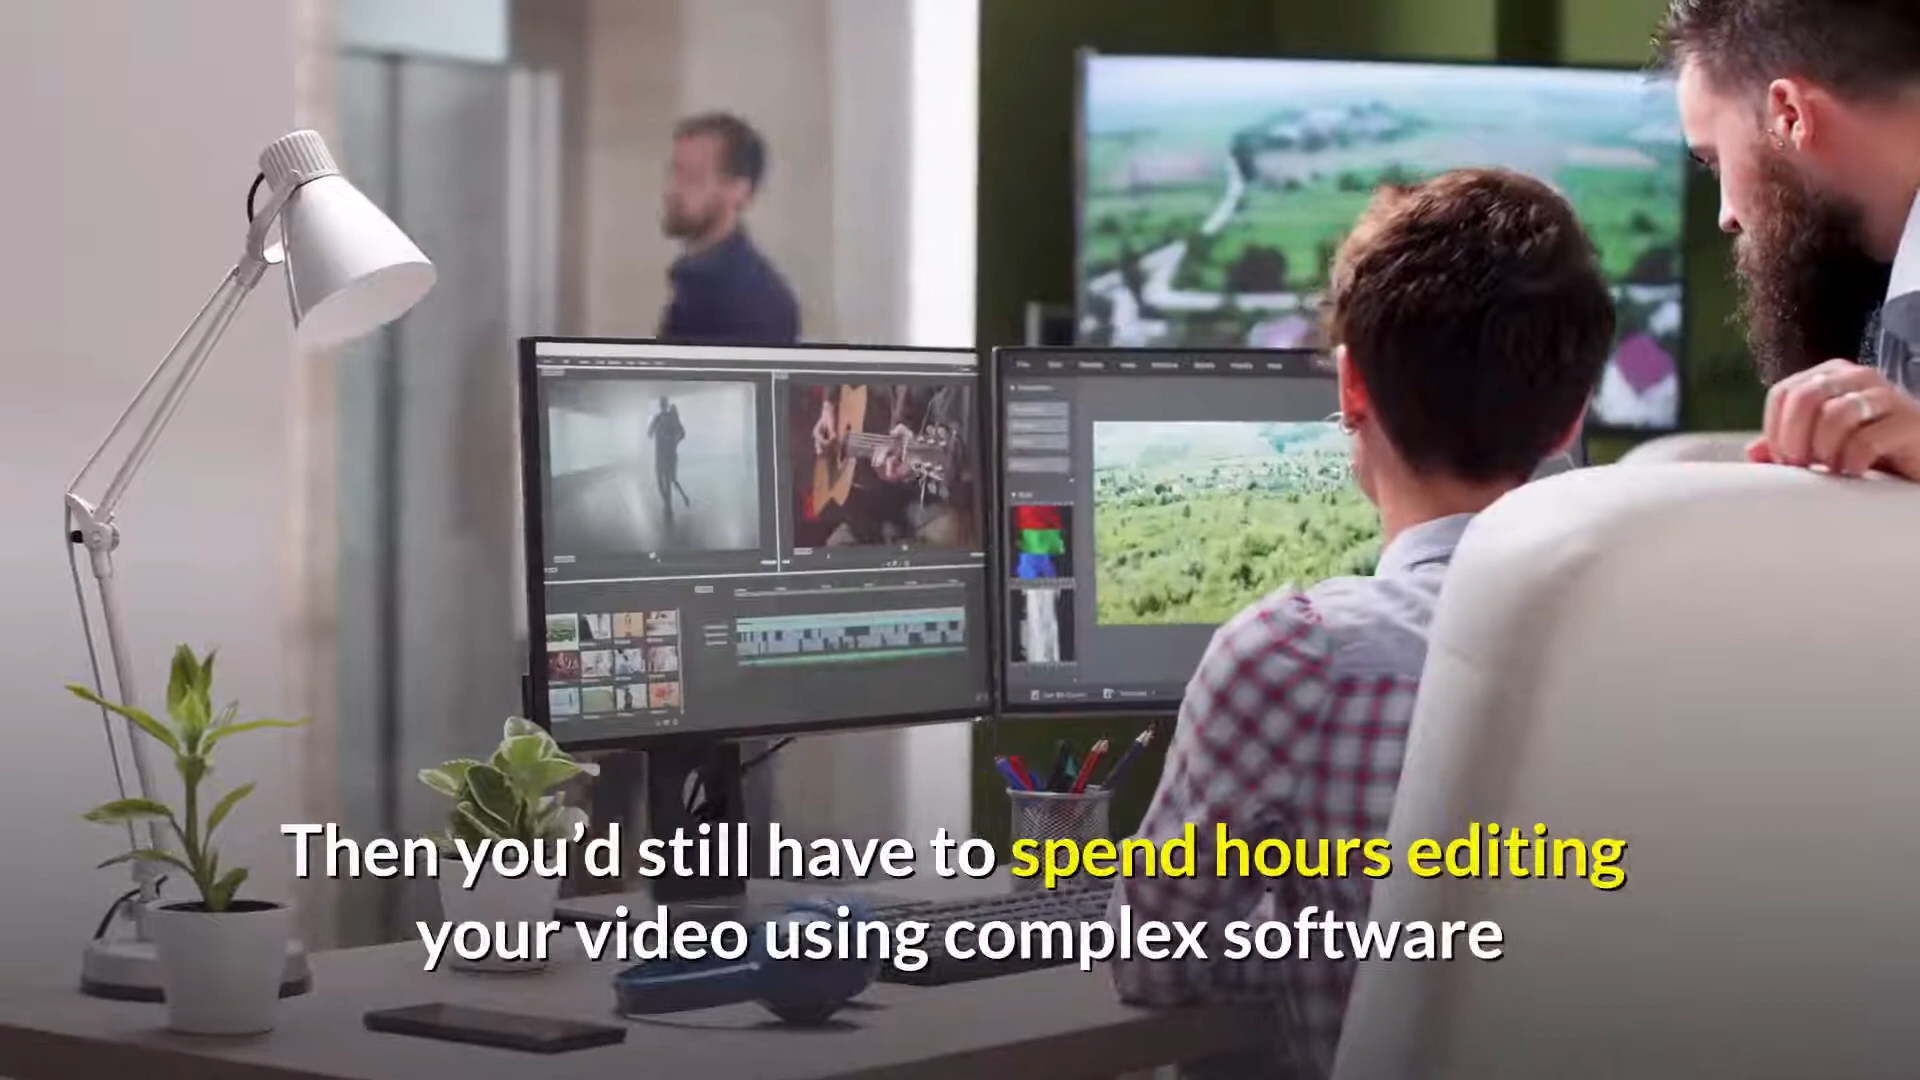 Then you’d still have to spend hours editing
your video using complex software